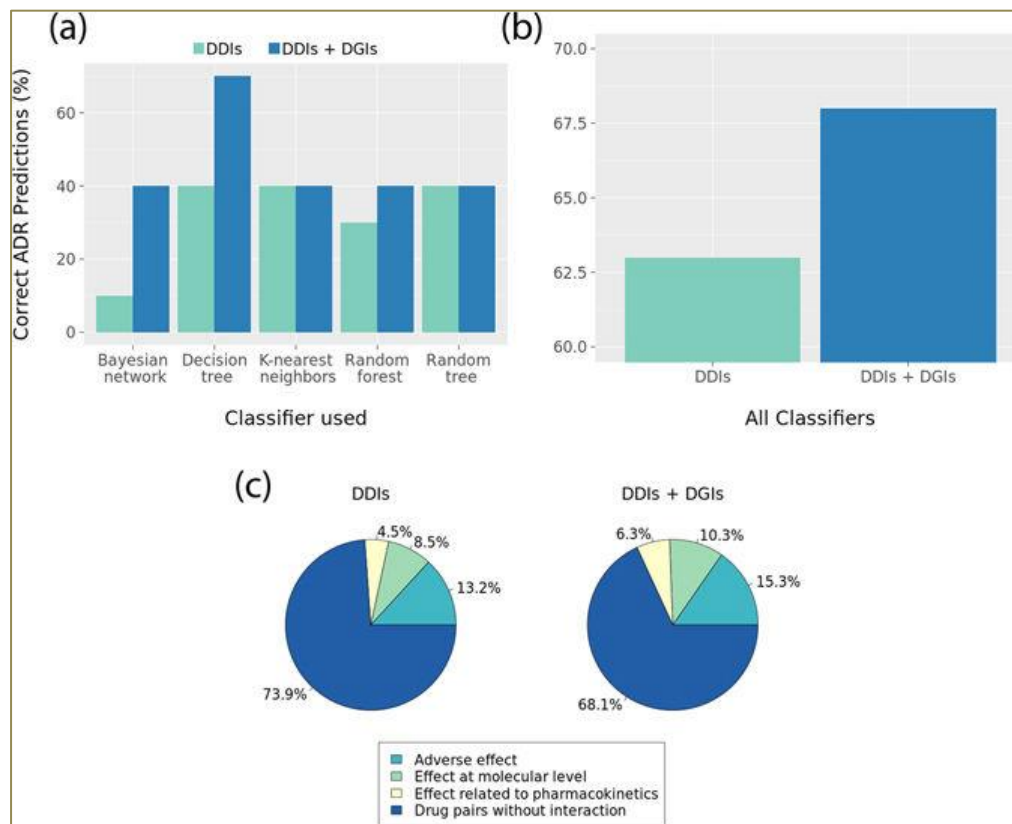 (a)
DDIs DDIs + DGIs
Correct ADR Predictions (%)
60
40
20
0
Bayesian network
Decision tree
K-nearest neighbors
Random forest
Random tree
Classifier used
(b)
70.0
67.5
65.0
62.5
60.0
DDIs DDIs + DGIs
All Classifiers
(c)
DDIs
4.5%
8.5%
13.2%
73.9%
DDIs + DGIs
6.3%
10.3%
15.3%
68.1%
Adverse effect
Effect at molecular level
Effect related to pharmacokinetics
Drug pairs without interaction